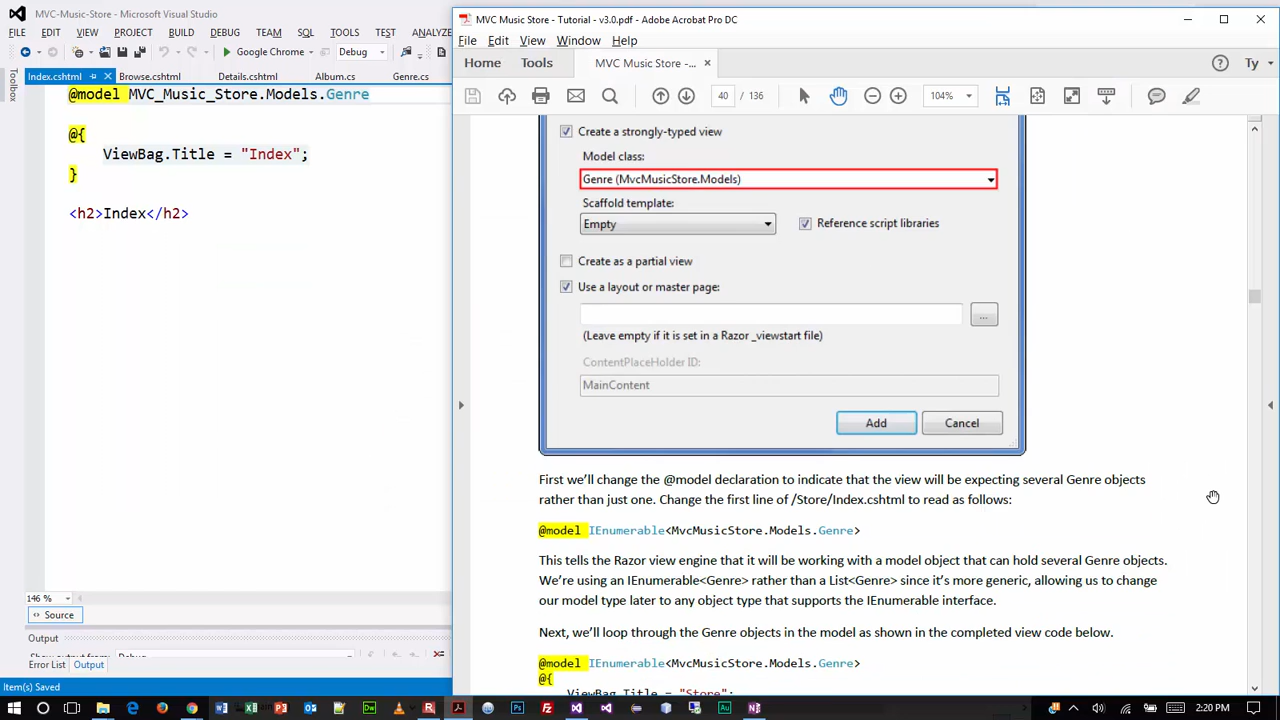 MVC-Music-Store - Microsoft Visual Studio
FILE EDIT VIEW PROJECT BUILD DEBUG TEAM SQL TOOLS TEST ANALYZE
Google Chrome Debug
Toolbox
Index.cshtml Browse.cshtml Details.cshtml Album.cs Genre.cs
@model MVC_Music_Store.Models.Genre
@{
ViewBag.Title = "Index";
}
<h2>Index</h2>
146 %
Source
Output
Show output from: Debug
Error List Output
Item(s) Saved
MVC Music Store - Tutorial - v3.0.pdf - Adobe Acrobat Pro DC
File Edit View Window Help
Home Tools MVC Music Store -... Ty
40 / 136 104%
Create a strongly-typed view
Model class:
Genre (MvcMusicStore.Models)
Scaffold template:
Empty Reference script libraries
Create as a partial view
Use a layout or master page:
...
(Leave empty if it is set in a Razor _viewstart file)
ContentPlaceHolder ID:
MainContent
Add Cancel
First we'll change the @model declaration to indicate that the view will be expecting several Genre objects
rather than just one. Change the first line of /Store/Index.cshtml to read as follows:
@model IEnumerable<MvcMusicStore.Models.Genre>
This tells the Razor view engine that it will be working with a model object that can hold several Genre objects.
We're using an IEnumerable<Genre> rather than a List<Genre> since it's more generic, allowing us to change
our model type later to any object type that supports the IEnumerable interface.
Next, we'll loop through the Genre objects in the model as shown in the completed view code below.
@model IEnumerable<MvcMusicStore.Models.Genre>
@{
ViewBag.Title = "Store";
2:20 PM